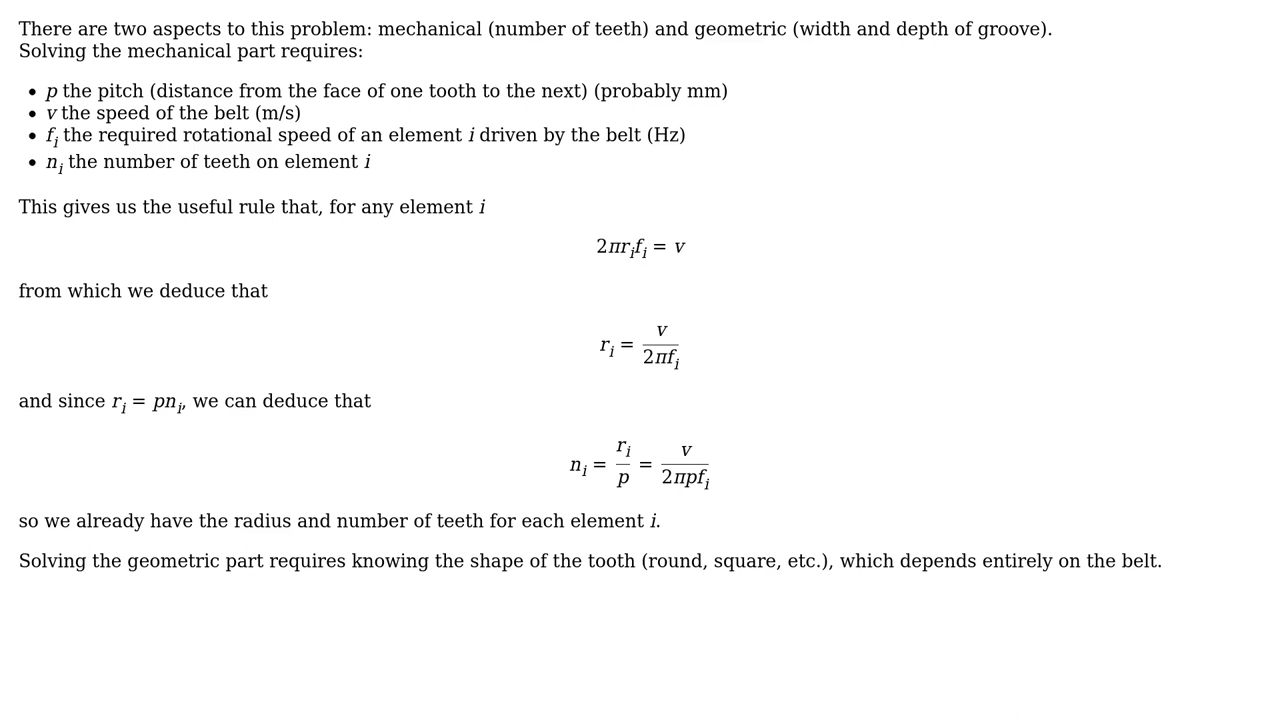 There are two aspects to this problem: mechanical (number of teeth) and geometric (width and depth of groove).
Solving the mechanical part requires:
• p the pitch (distance from the face of one tooth to the next) (probably mm)
• v the speed of the belt (m/s)
• f_i the required rotational speed of an element i driven by the belt (Hz)
• n_i the number of teeth on element i
This gives us the useful rule that, for any element i
2πr_i f_i = v
from which we deduce that
r_i = v / (2πf_i)
and since r_i = pn_i, we can deduce that
n_i = r_i / p = v / (2πpf_i)
so we already have the radius and number of teeth for each element i.
Solving the geometric part requires knowing the shape of the tooth (round, square, etc.), which depends entirely on the belt.